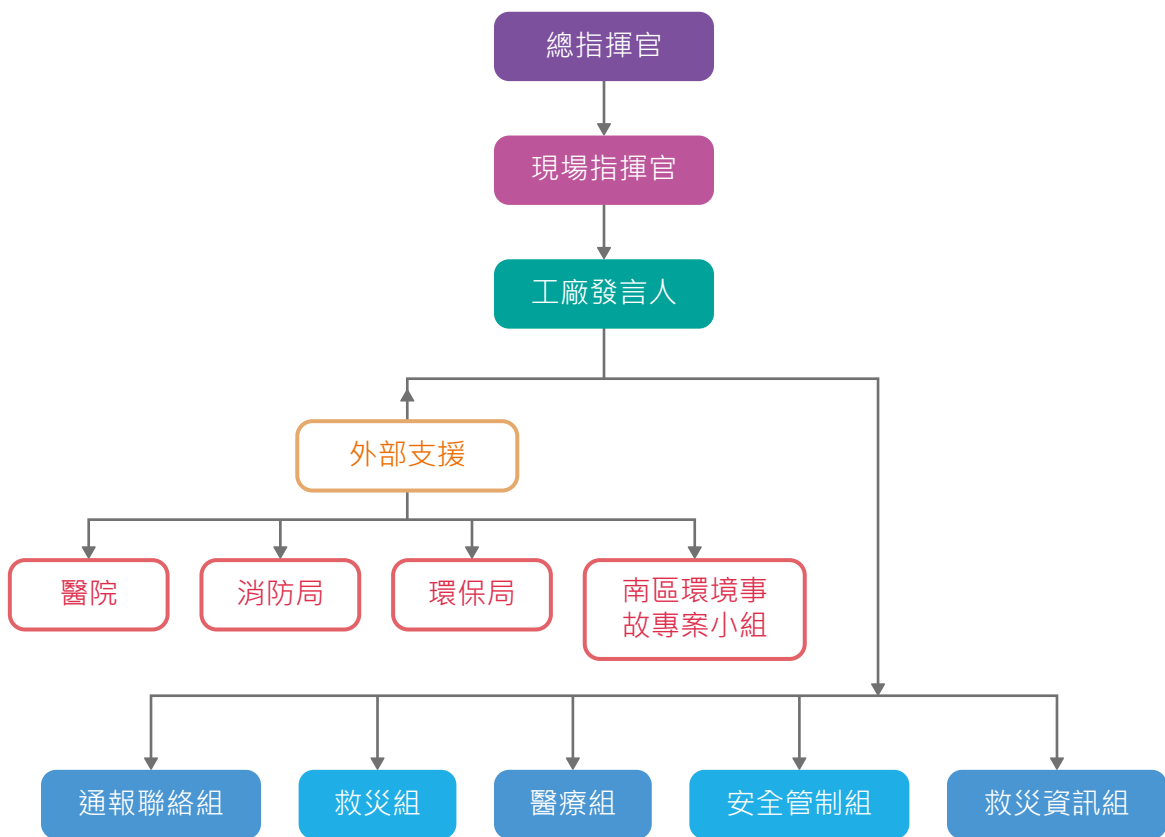 總指揮官
現場指揮官
工廠發言人
外部支援
醫院
消防局
環保局
南區環境事
故專案小組
通報聯絡組
救災組
醫療組
安全管制組
救災資訊組